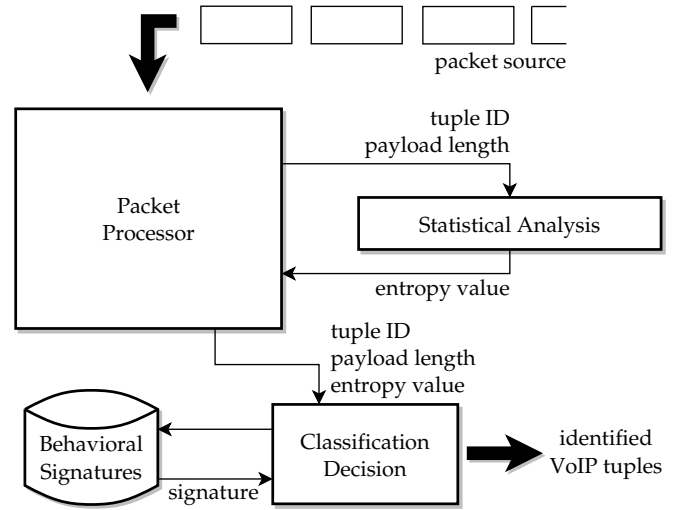 packet source
tuple ID
payload length
Packet
Processor
Statistical Analysis
entropy value
tuple ID
payload length
entropy value
Behavioral
Signatures
signature
Classification
Decision
identified
VoIP tuples